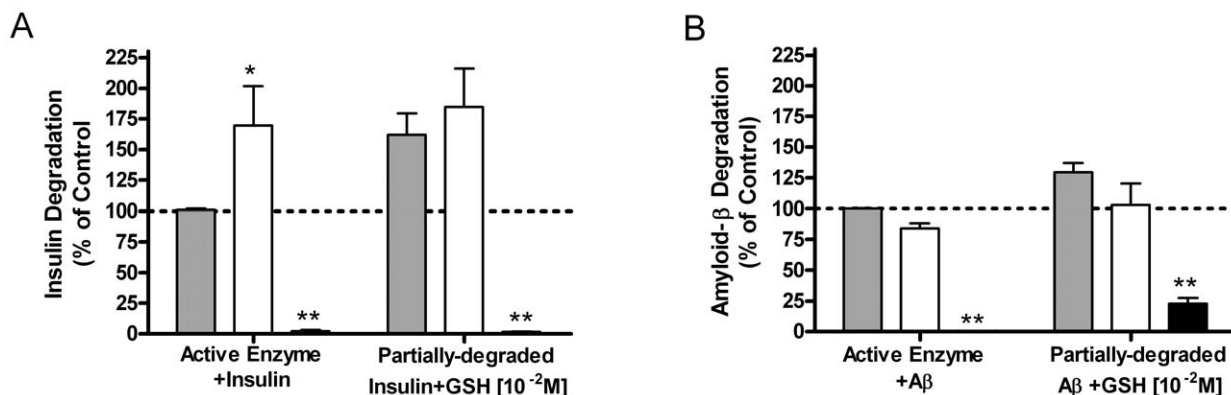 A
Insulin Degradation
(% of Control)
225
200
175
150
125
100
75
50
25
0
*
**
**
Active Enzyme
+Insulin
Partially-degraded
Insulin+GSH [10⁻²M]
B
Amyloid-β Degradation
(% of Control)
225
200
175
150
125
100
75
50
25
0
**
**
Active Enzyme
+Aβ
Partially-degraded
Aβ +GSH [10⁻²M]